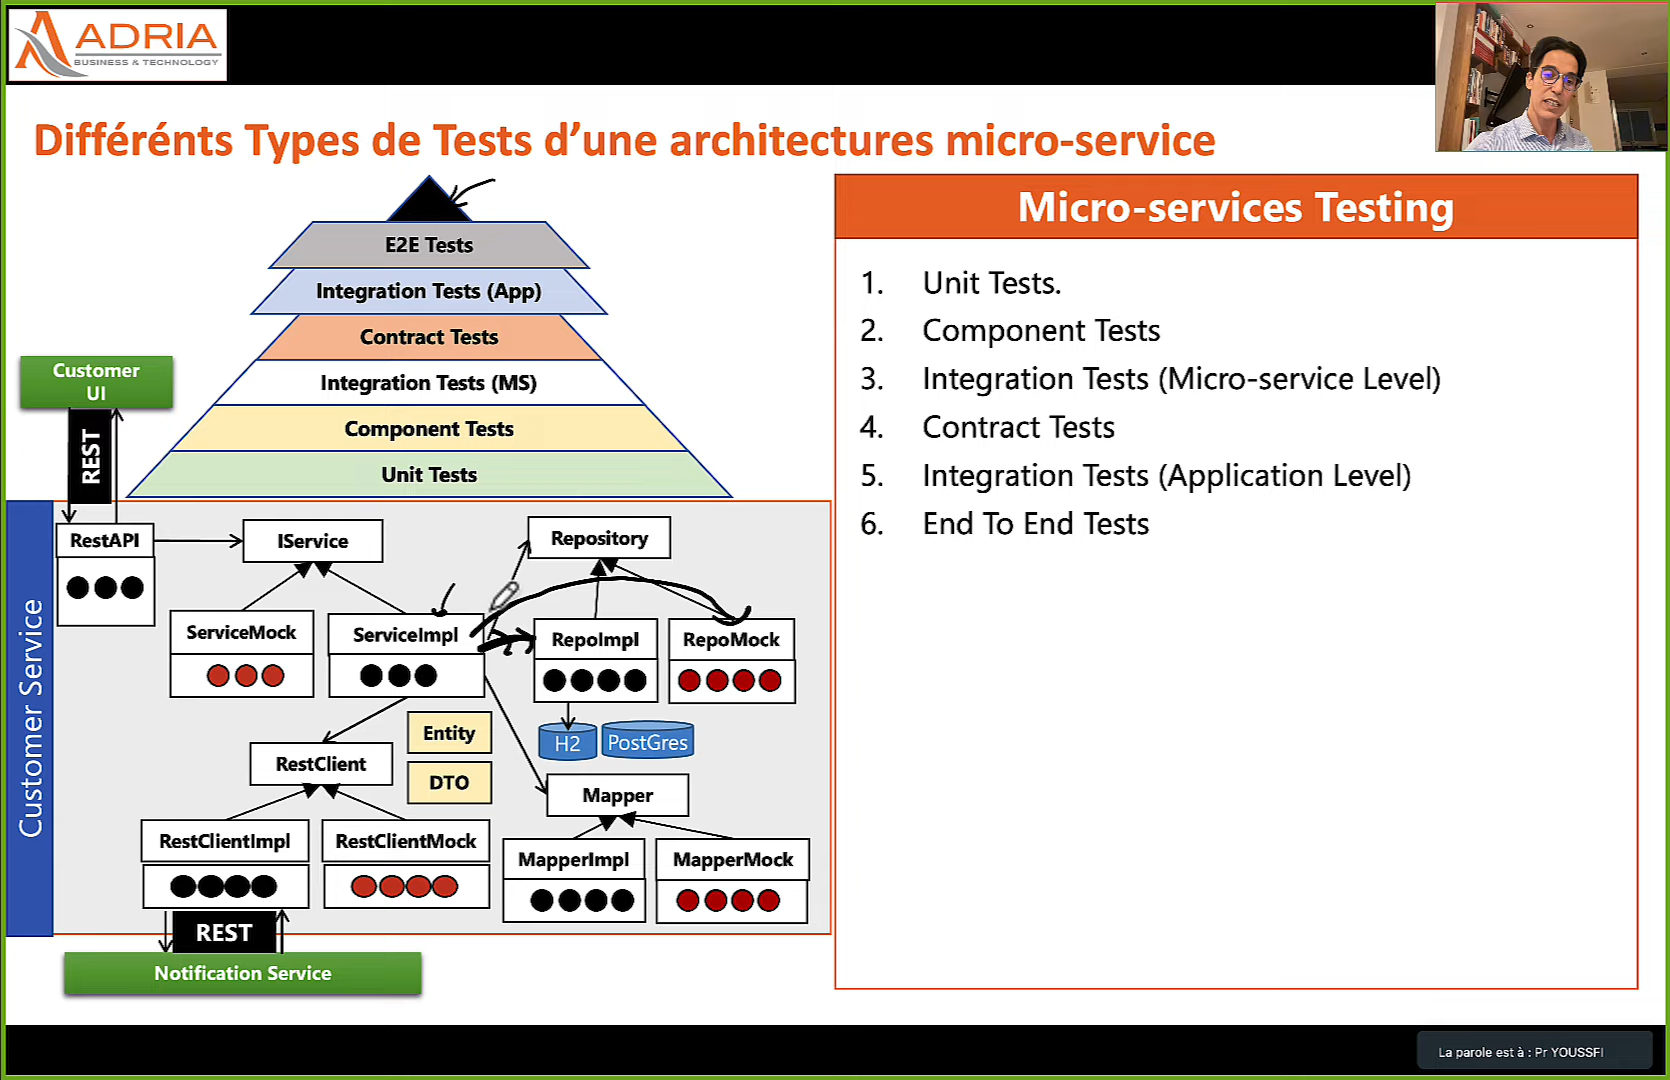 ADRIA
BUSINESS & TECHNOLOGY
Différénts Types de Tests d’une architectures micro-service
E2E Tests
Integration Tests (App)
Contract Tests
Integration Tests (MS)
Component Tests
Unit Tests
Customer
UI
REST
Customer Service
RestAPI
IService
Repository
ServiceMock
ServiceImpl
RepoImpl
RepoMock
Entity
DTO
H2
PostGres
RestClient
Mapper
RestClientImpl
RestClientMock
MapperImpl
MapperMock
REST
Notification Service
Micro-services Testing
1. Unit Tests.
2. Component Tests
3. Integration Tests (Micro-service Level)
4. Contract Tests
5. Integration Tests (Application Level)
6. End To End Tests
La parole est à : Pr YOUSSFI